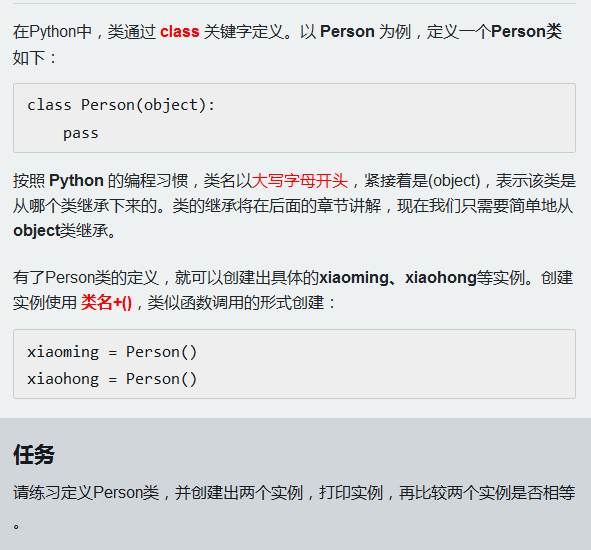 在Python中，类通过 class 关键字定义。以 Person 为例，定义一个Person类
如下：
class Person(object):
    pass
按照 Python 的编程习惯，类名以大写字母开头，紧接着是(object)，表示该类是
从哪个类继承下来的。类的继承将在后面的章节讲解，现在我们只需要简单地从
object类继承。
有了Person类的定义，就可以创建出具体的xiaoming、xiaohong等实例。创建
实例使用 类名+()，类似函数调用的形式创建：
xiaoming = Person()
xiaohong = Person()
任务
请练习定义Person类，并创建出两个实例，打印实例，再比较两个实例是否相等
。